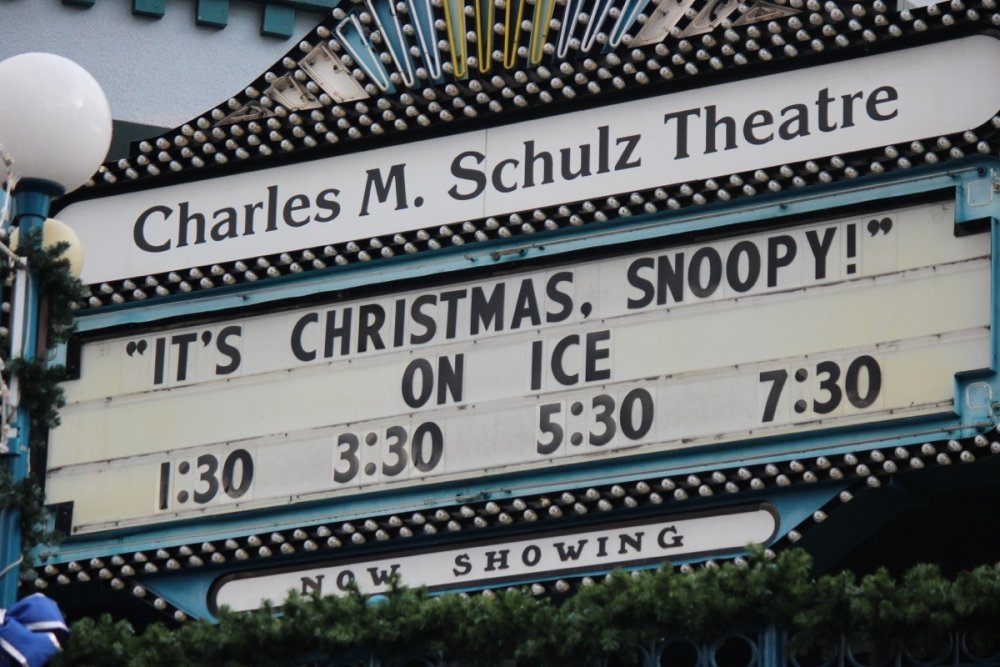 Charles M. Schulz Theatre
"IT'S CHRISTMAS, SNOOPY!"
ON ICE
1:30 3:30 5:30 7:30
NOW SHOWING